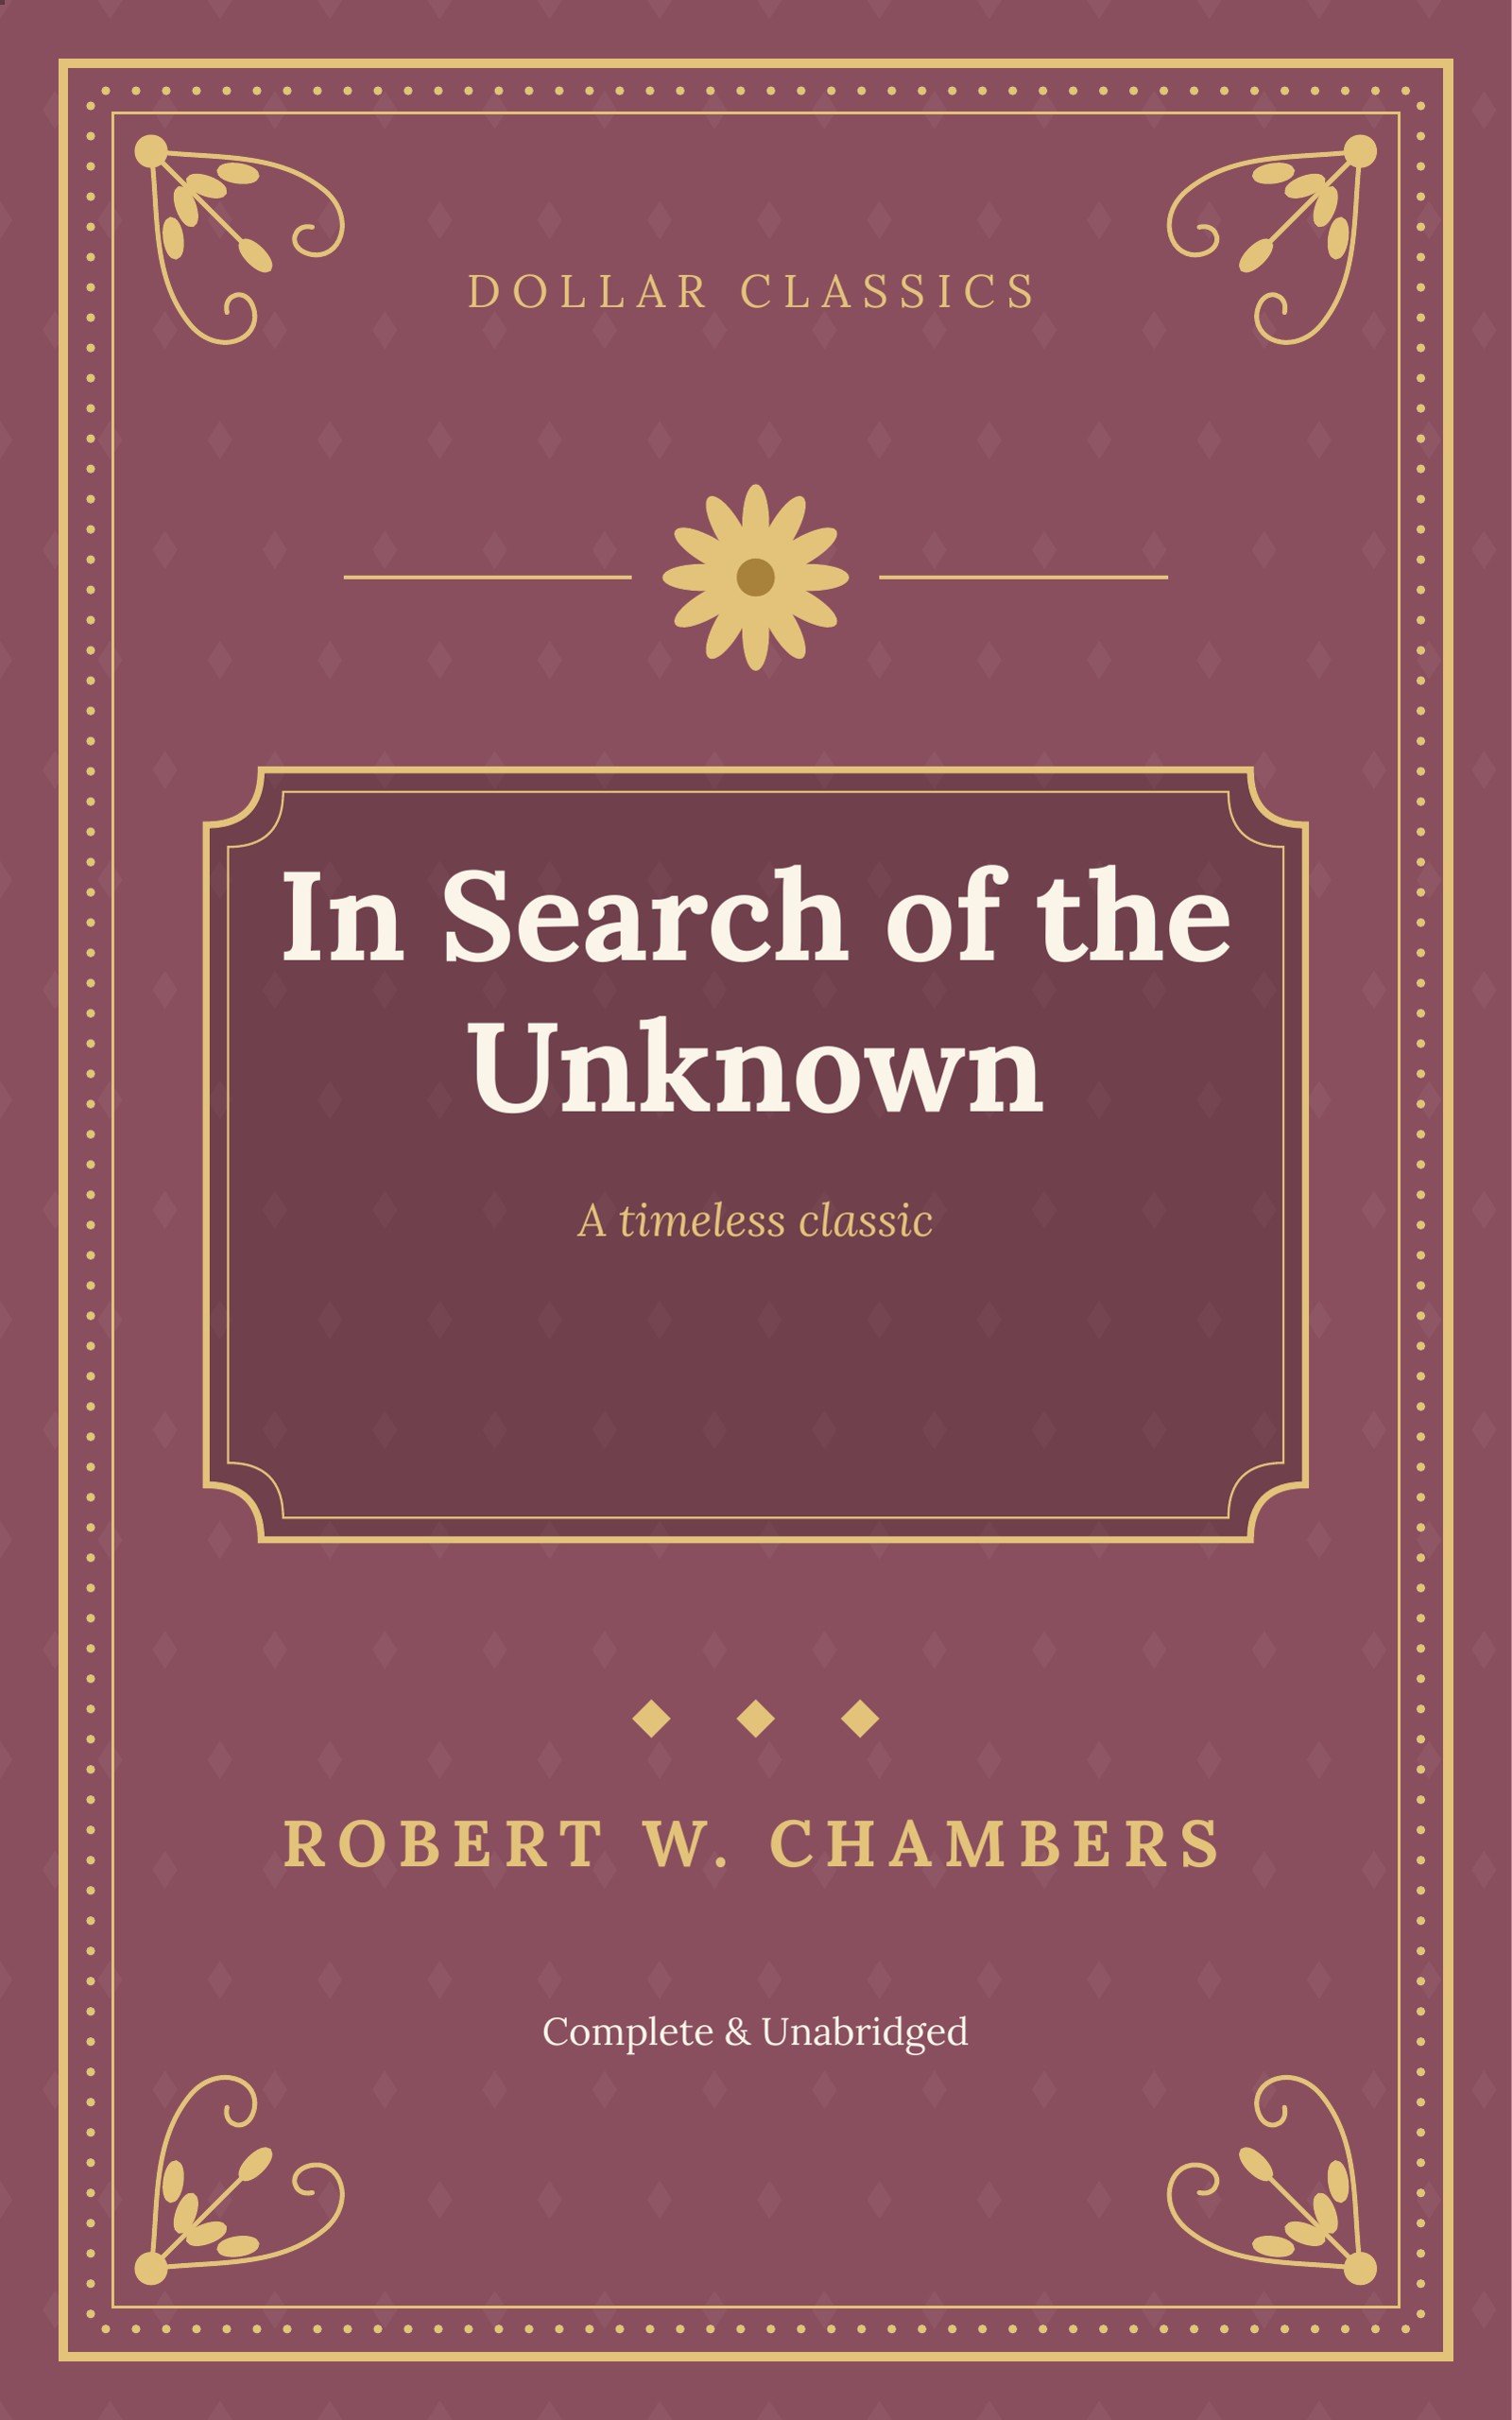 DOLLAR CLASSICS
In Search of the
Unknown
A timeless classic
ROBERT W. CHAMBERS
Complete & Unabridged